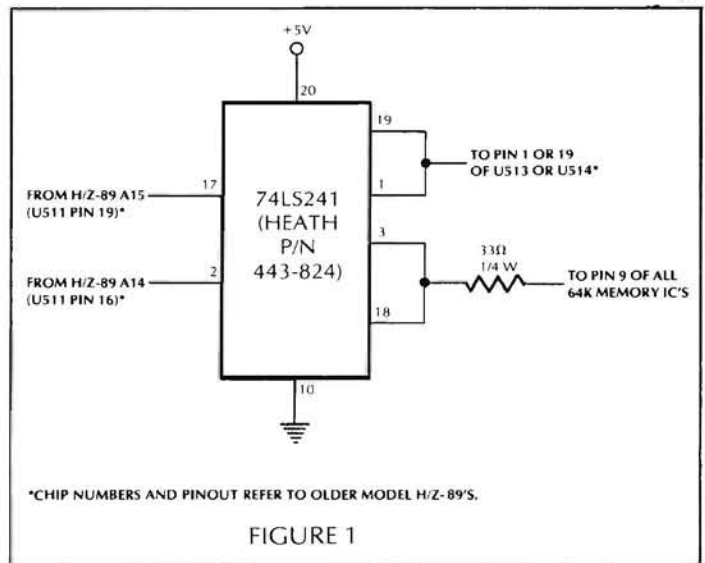 +5V
20
19
TO PIN 1 OR 19
OF U513 OR U514*
FROM H/Z-89 A15
(U511 PIN 19)*
17
1
74LS241
(HEATH
P/N
443-824)
3
33Ω
1/4 W
FROM H/Z-89 A14
(U511 PIN 16)*
2
TO PIN 9 OF ALL
64K MEMORY IC'S
18
10
*CHIP NUMBERS AND PINOUT REFER TO OLDER MODEL H/Z-89'S.
FIGURE 1